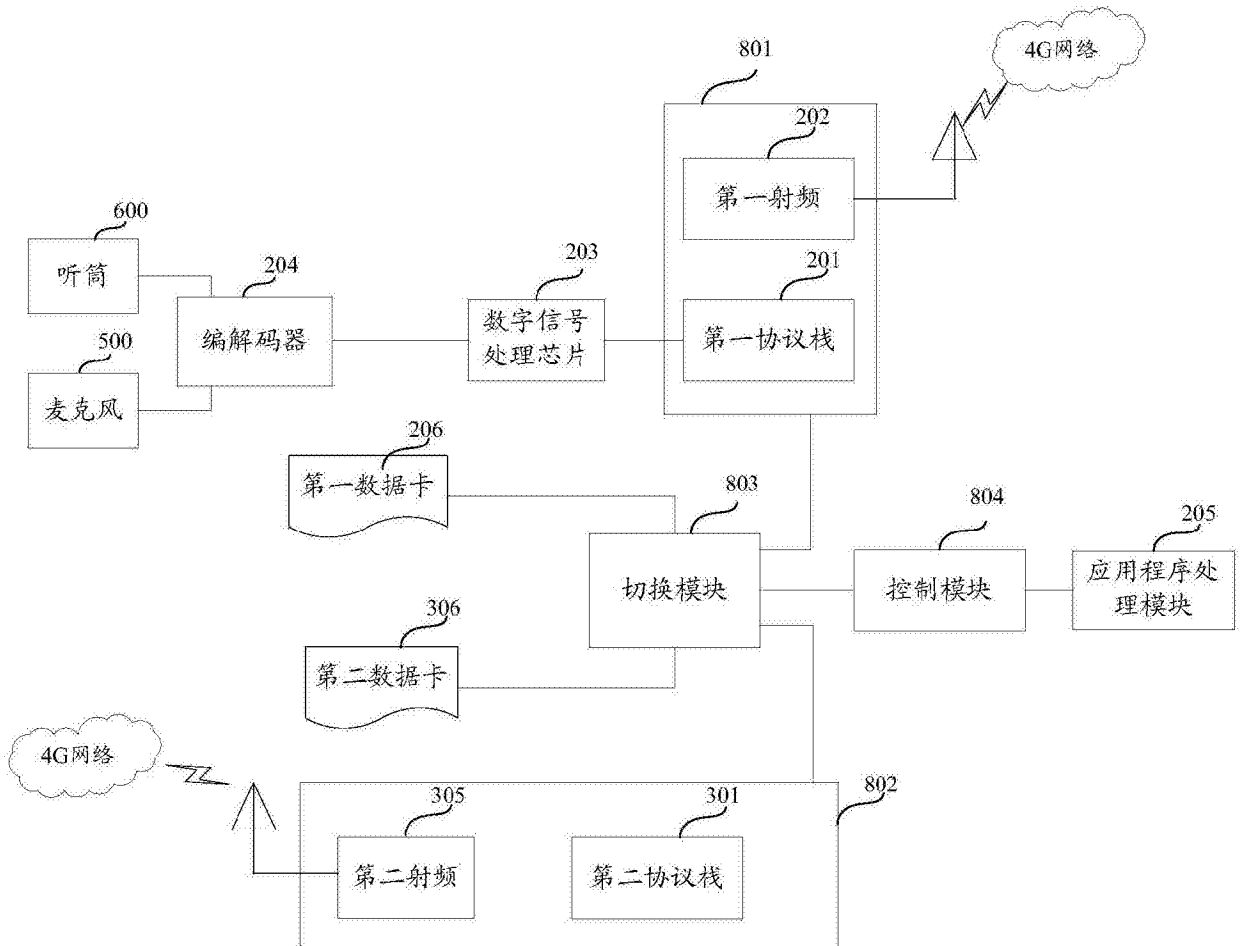 801
4G网络
202
第一射频
600
听筒
204
203
201
编解码器
数字信号
处理芯片
第一协议栈
500
麦克风
206
第一数据卡
803
804
205
切换模块
控制模块
应用程序处
理模块
306
第二数据卡
4G网络
305
301
802
第二射频
第二协议栈